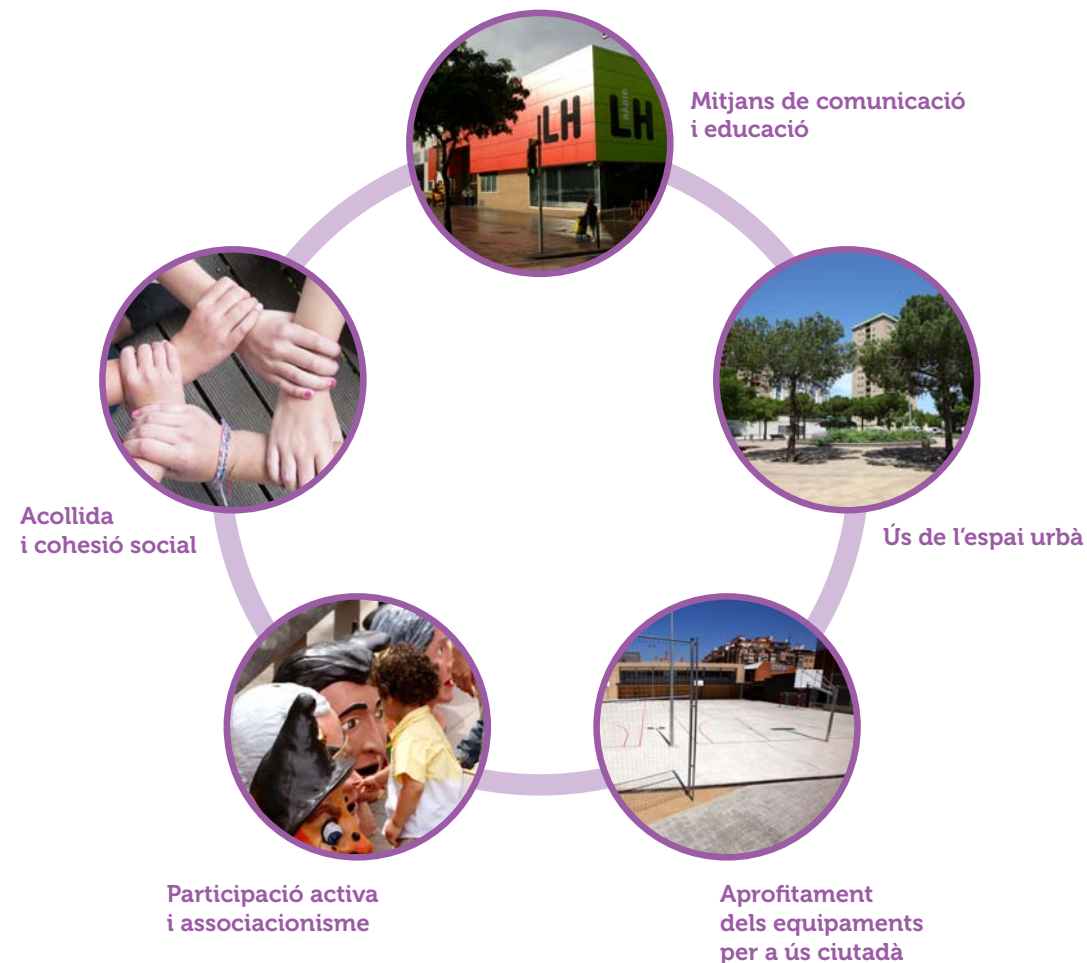 LH
LH
RÀDIO
Mitjans de comunicació
i educació
Acollida
i cohesió social
Ús de l'espai urbà
Participació activa
i associacionisme
Aprofitament
dels equipaments
per a ús ciutadà